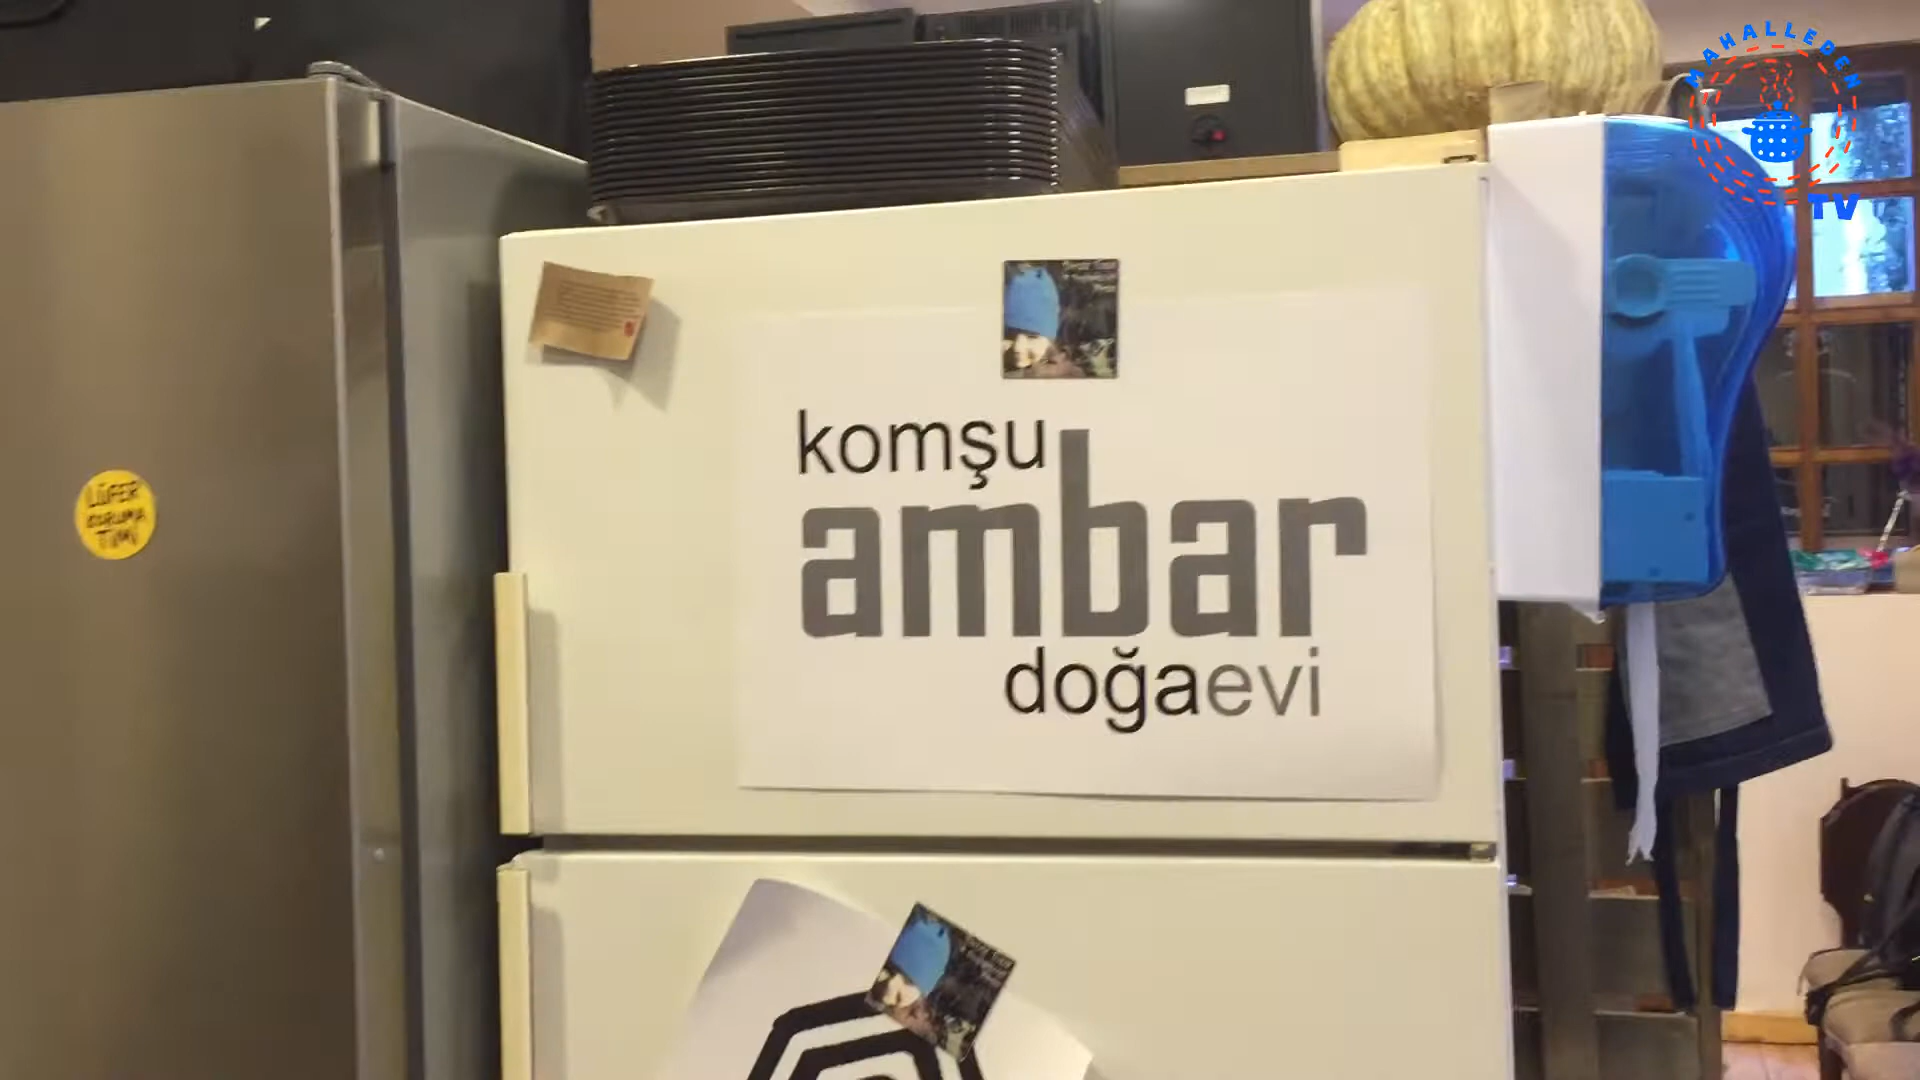 MAHALLEDEN
TV
komşu
ambar
doğaevi
LÜFER
KORUMA
TİMİ